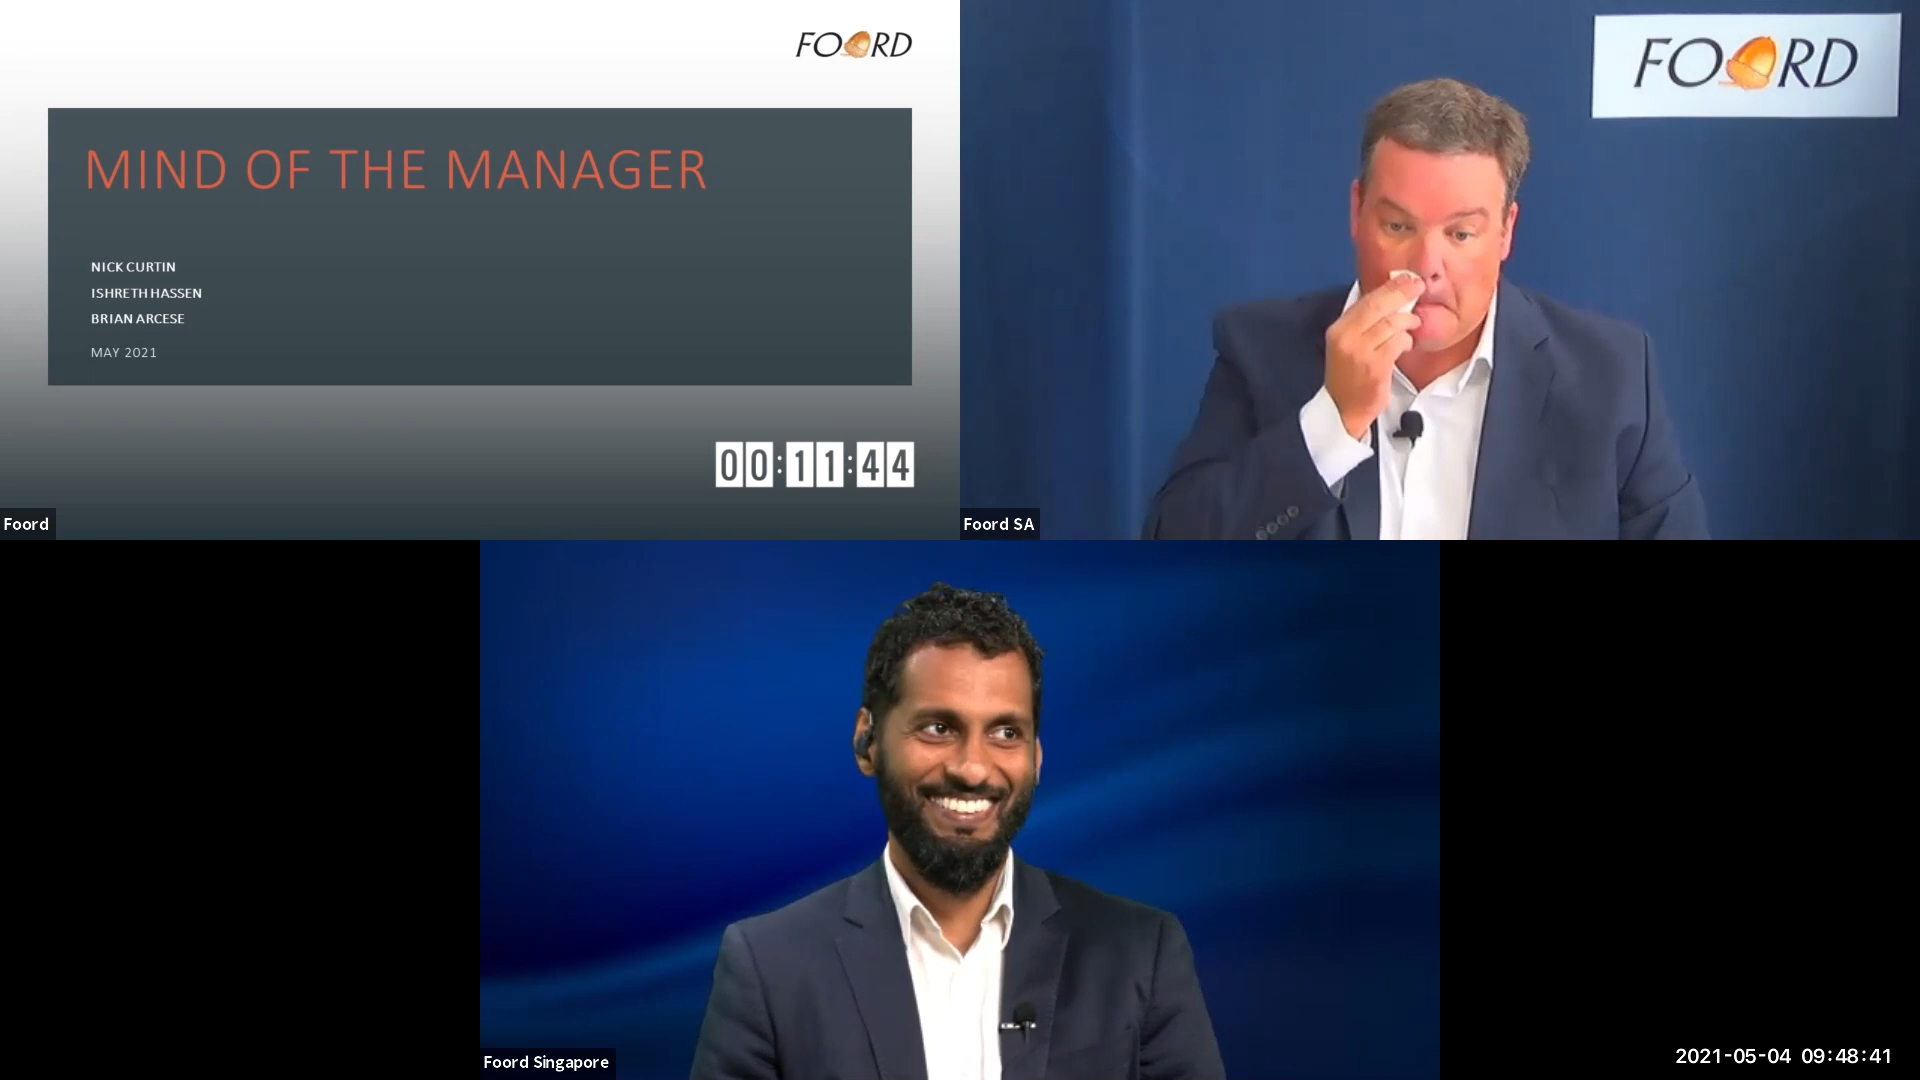 FOORD
MIND OF THE MANAGER
NICK CURTIN
ISHRETH HASSEN
BRIAN ARCESE
MAY 2021
00:11:44
Foord
FOORD
Foord SA
Foord Singapore
2021-05-04 09:48:41